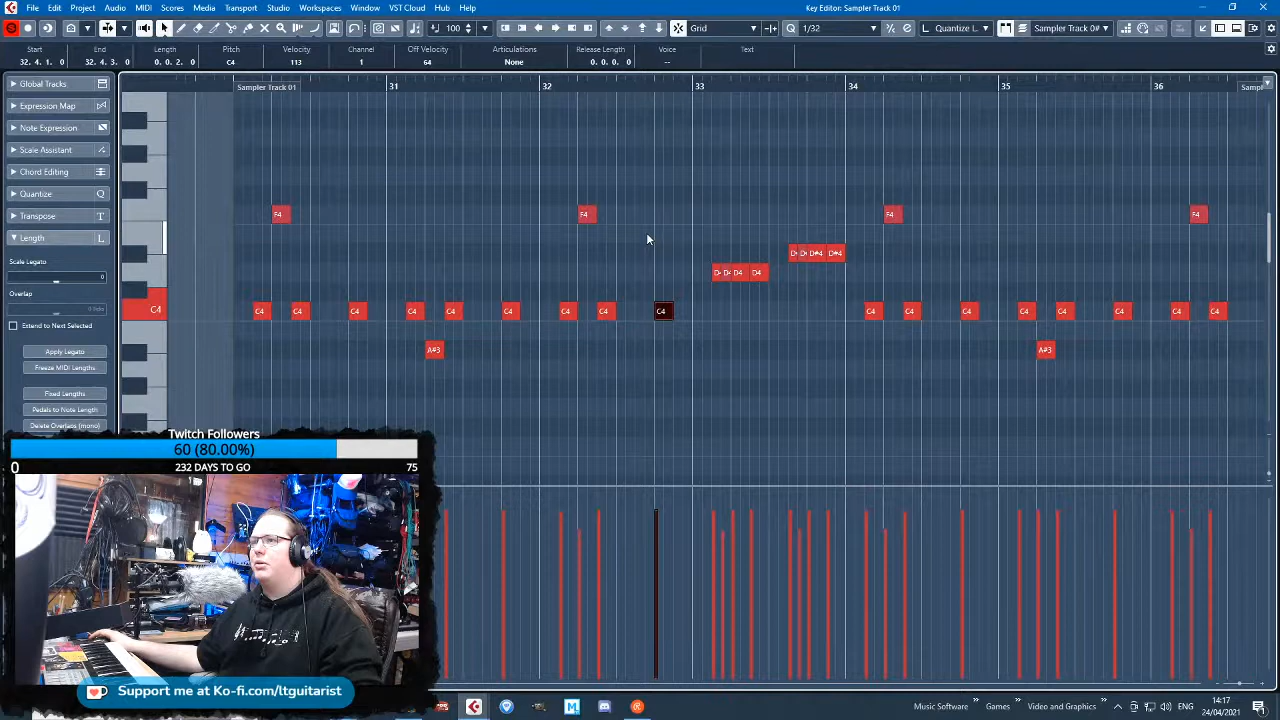 File Edit Project Audio MIDI Scores Media Transport Studio Workspaces Window VST Cloud Hub Help
Key Editor: Sampler Track 01
S
100
Grid
Q 1/32
L Quantize L
Sampler Track 0#
Start End Length Pitch Velocity Channel Off Velocity Articulations Release Length Voice Text
32. 4. 1. 0 32. 4. 3. 0 0. 0. 2. 0 C4 113 1 64 None 0. 0. 0. 0 --
Global Tracks
Expression Map
Note Expression
Scale Assistant
Chord Editing
Quantize Q
Transpose T
Length L
Scale Legato
0
Overlap
0 Ticks
Extend to Next Selected
Apply Legato
Freeze MIDI Lengths
Fixed Lengths
Pedals to Note Length
Delete Overlaps (mono)
31 32 33 34 35 36
Sampler Track 01
Sampl
F4 F4 F4 F4
D4 D4
D#4 D#4
C4
C4 C4 C4 C4 C4 C4 C4 C4 C4 C4 C4 C4 C4 C4 C4 C4 C4
A#3 A#3
Twitch Followers
60 (80.00%)
0 232 DAYS TO GO 75
Support me at Ko-fi.com/ltguitarist
Music Software Games Video and Graphics ENG
14:17
24/04/2021